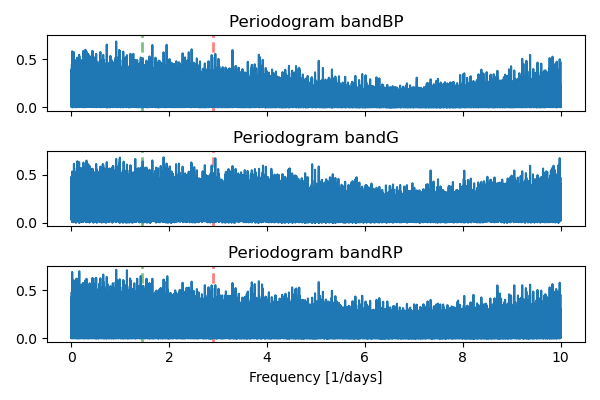 Periodogram bandBP
0.5
0.0
Periodogram bandG
0.5
0.0
Periodogram bandRP
0.5
0.0
0 2 4 6 8 10
Frequency [1/days]